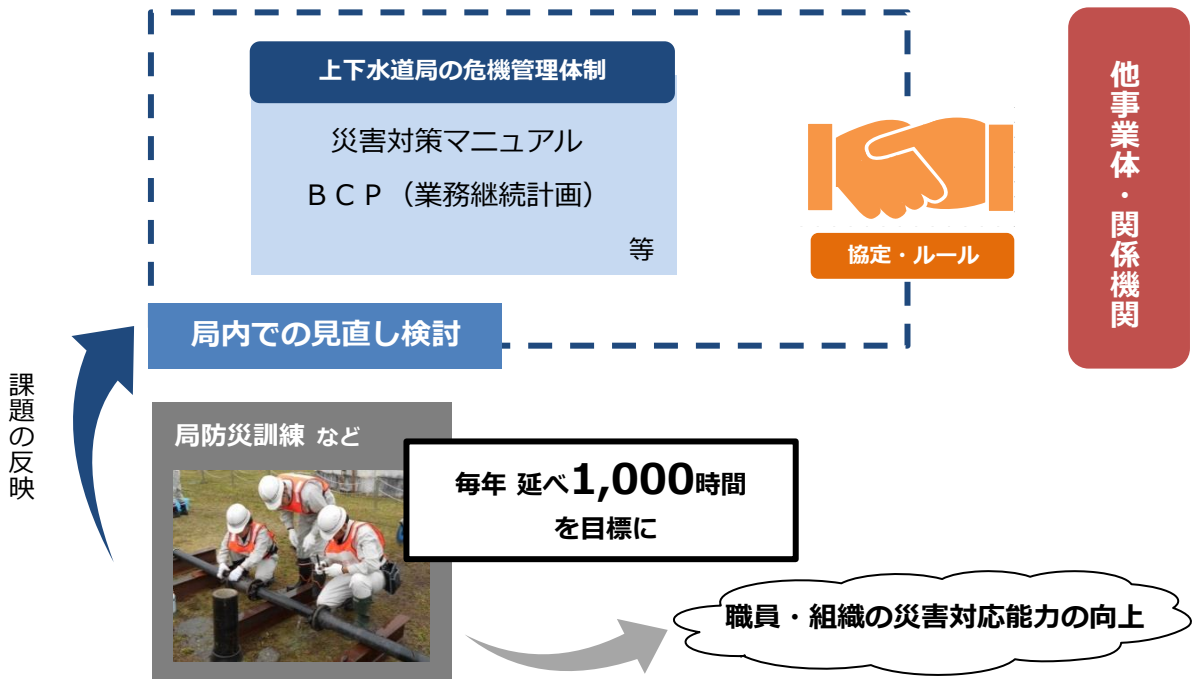 上下水道局の危機管理体制
災害対策マニュアル
ＢＣＰ（業務継続計画）
等
協定・ルール
他事業体・関係機関
局内での見直し検討
課題の反映
局防災訓練 など
毎年 延べ1,000時間
を目標に
職員・組織の災害対応能力の向上